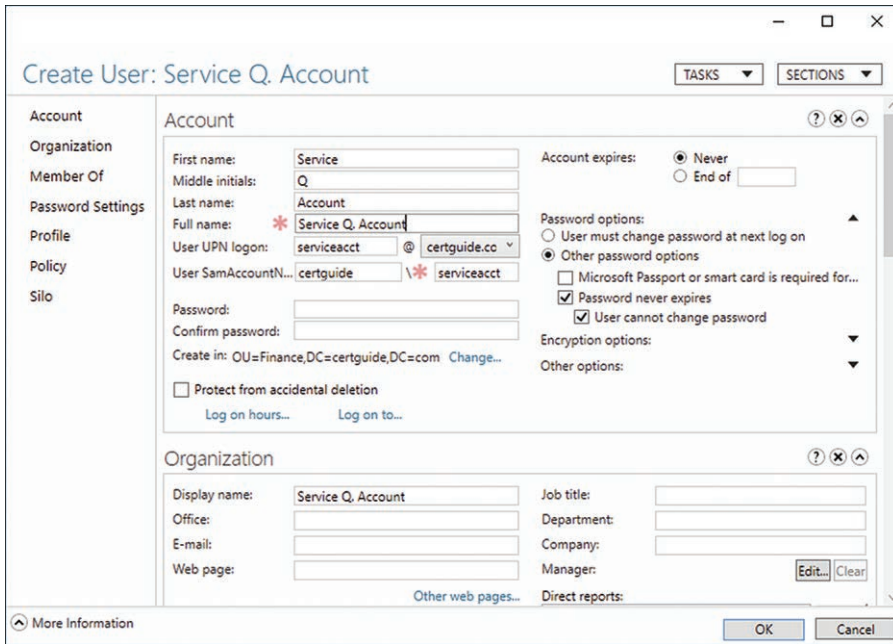 Create User: Service Q. Account
TASKS
SECTIONS
Account
Organization
Member Of
Password Settings
Profile
Policy
Silo
Account
First name: Service
Middle initials: Q
Last name: Account
Full name: * Service Q. Account
User UPN logon: serviceacct @ certguide.co
User SamAccountN... certguide \ * serviceacct
Password:
Confirm password:
Create in: OU=Finance,DC=certguide,DC=com Change...
Protect from accidental deletion
Log on hours... Log on to...
Account expires: Never
End of
Password options:
User must change password at next log on
Other password options
Microsoft Passport or smart card is required for...
Password never expires
User cannot change password
Encryption options:
Other options:
Organization
Display name: Service Q. Account
Office:
E-mail:
Web page:
Other web pages...
Job title:
Department:
Company:
Manager: Edit... Clear
Direct reports:
More Information
OK Cancel